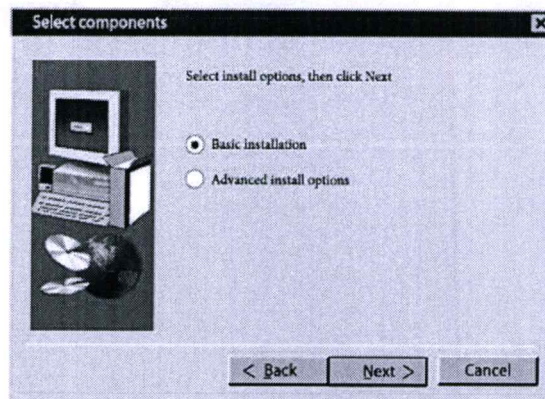 Select components
Select install options, then click Next
Basic installation
Advanced install options
< Back
Next >
Cancel